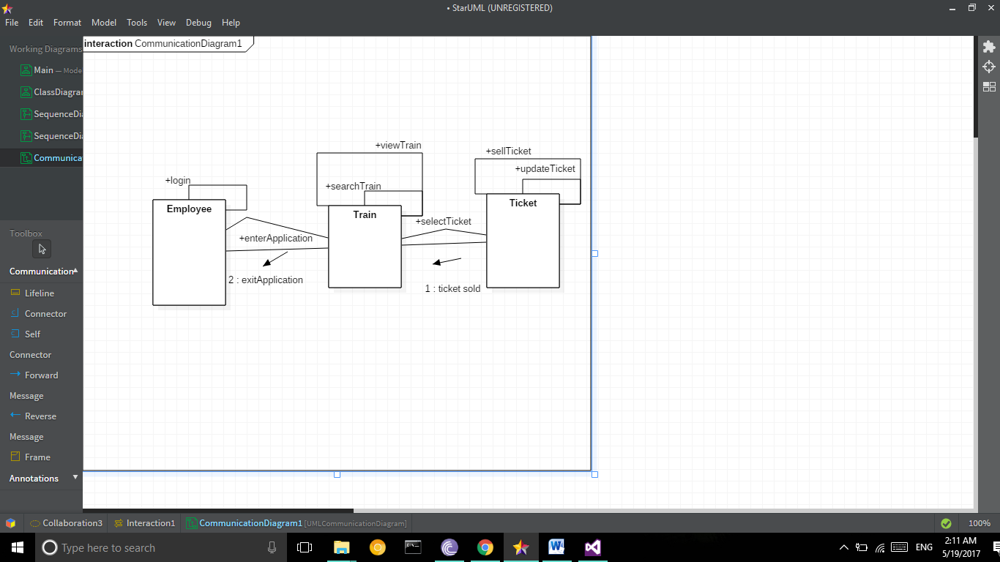 • StarUML (UNREGISTERED)
File Edit Format Model Tools View Debug Help
Working Diagrams
Main — Mode
ClassDiagra
SequenceDi
SequenceDi
Communica
Toolbox
Communication
Lifeline
Connector
Self
Connector
Forward
Message
Reverse
Message
Frame
Annotations
interaction CommunicationDiagram1
+viewTrain
+sellTicket
+updateTicket
+login
+searchTrain
Employee
Train
Ticket
+selectTicket
+enterApplication
2 : exitApplication
1 : ticket sold
Collaboration3 Interaction1 CommunicationDiagram1 [UMLCommunicationDiagram] 100%
Type here to search
ENG
2:11 AM
5/19/2017